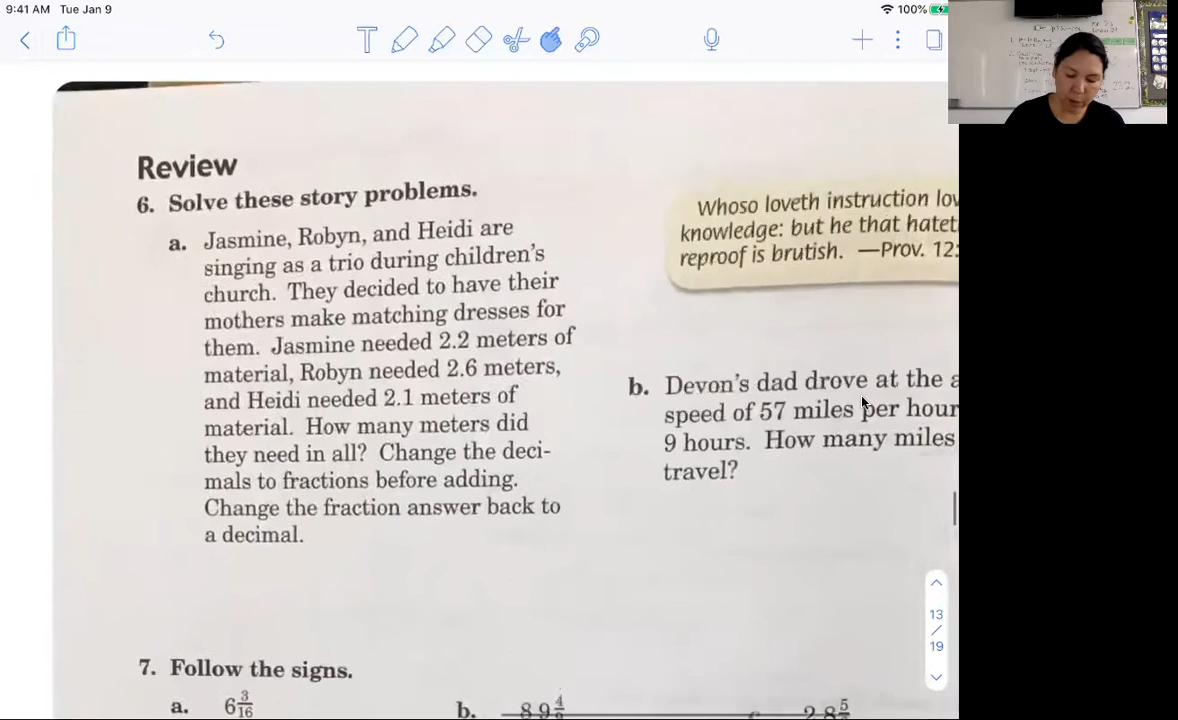 9:41 AM Tue Jan 9
100%
Review
6. Solve these story problems.
a. Jasmine, Robyn, and Heidi are
singing as a trio during children's
church. They decided to have their
mothers make matching dresses for
them. Jasmine needed 2.2 meters of
material, Robyn needed 2.6 meters,
and Heidi needed 2.1 meters of
material. How many meters did
they need in all? Change the deci-
mals to fractions before adding.
Change the fraction answer back to
a decimal.
Whoso loveth instruction lov
knowledge: but he that hatet
reproof is brutish. —Prov. 12:
b. Devon's dad drove at the a
speed of 57 miles per hour
9 hours. How many miles
travel?
13
/
19
7. Follow the signs.
a. 6 3/16
b. 89 4/